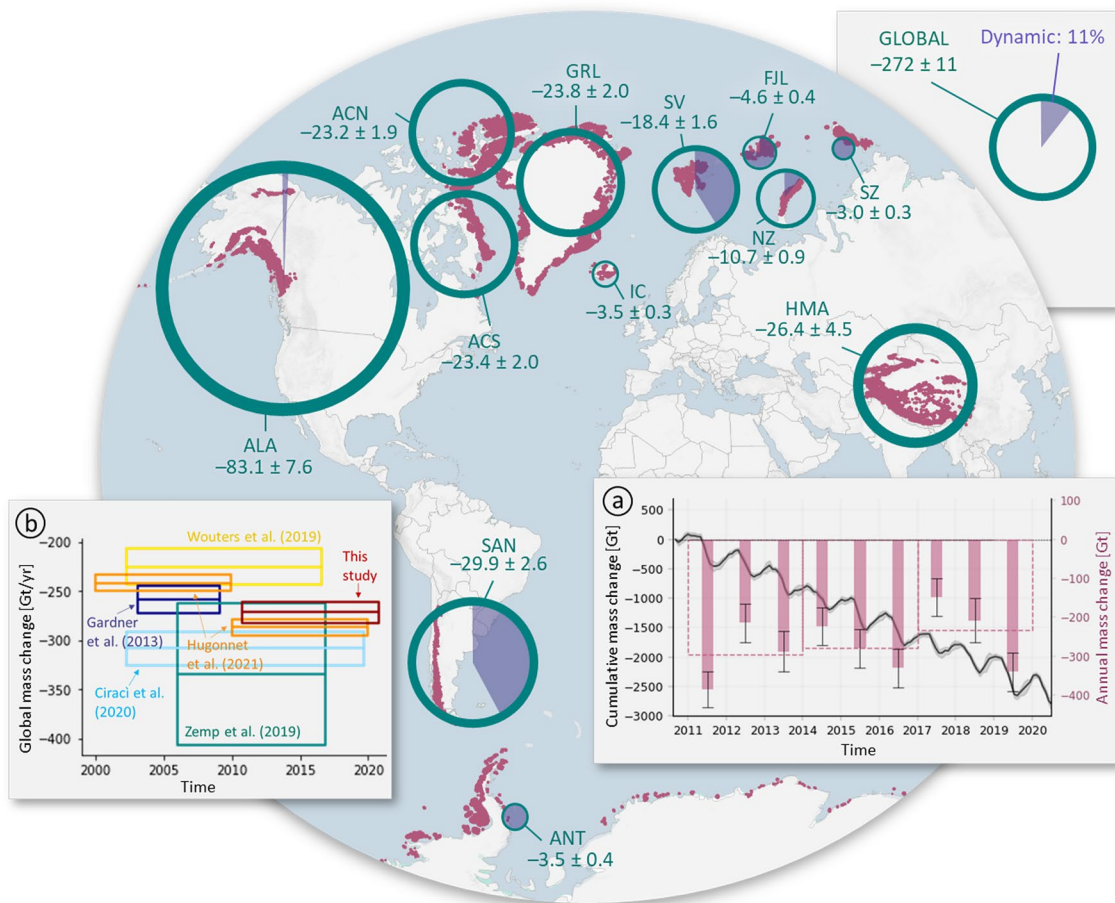 GLOBAL
−272 ± 11
Dynamic: 11%
ACN
−23.2 ± 1.9
GRL
−23.8 ± 2.0
SV
−18.4 ± 1.6
FJL
−4.6 ± 0.4
SZ
−3.0 ± 0.3
NZ
−10.7 ± 0.9
IC
−3.5 ± 0.3
ACS
−23.4 ± 2.0
HMA
−26.4 ± 4.5
ALA
−83.1 ± 7.6
SAN
−29.9 ± 2.6
ANT
−3.5 ± 0.4
b
Global mass change [Gt/yr]
−200
−250
−300
−350
−400
Wouters et al. (2019)
This
study
Gardner
et al. (2013)
Hugonnet
et al. (2021)
Ciracì et al.
(2020)
Zemp et al. (2019)
2000
2005
2010
2015
2020
Time
a
Cumulative mass change [Gt]
500
0
−500
−1000
−1500
−2000
−2500
−3000
Annual mass change [Gt]
100
0
−100
−200
−300
−400
2011
2012
2013
2014
2015
2016
2017
2018
2019
2020
Time